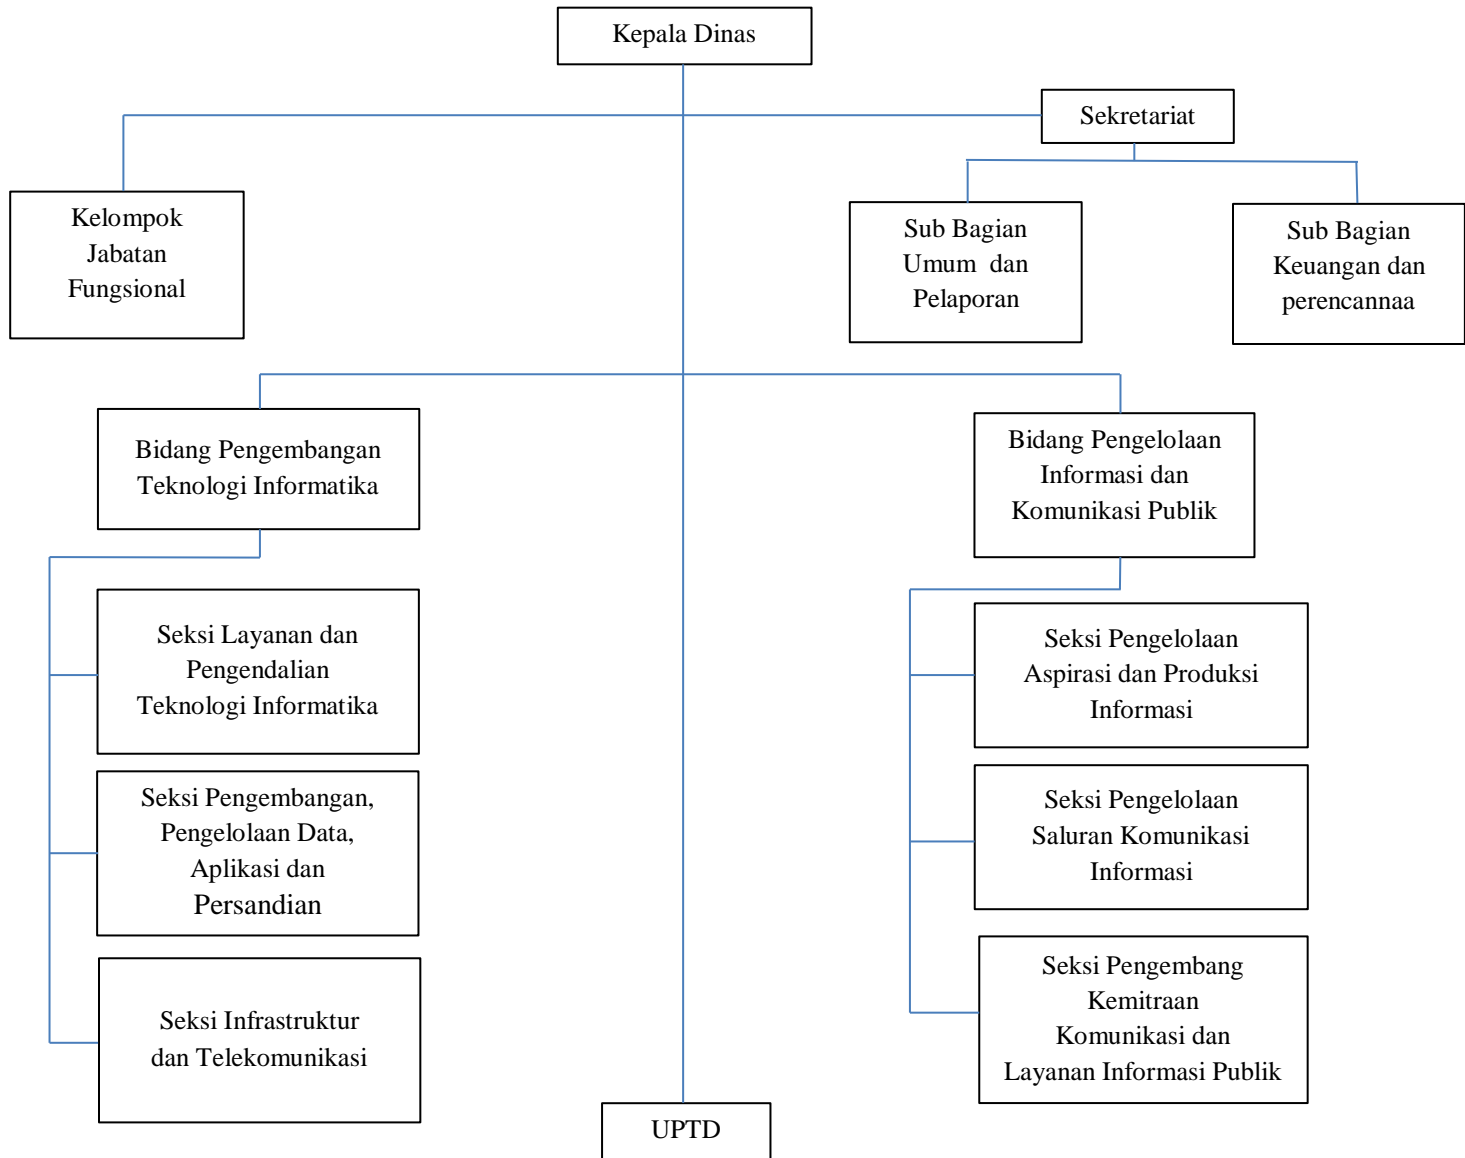 Kepala Dinas
Sekretariat
Kelompok
Jabatan
Fungsional
Sub Bagian
Umum  dan
Pelaporan
Sub Bagian
Keuangan dan
perencannaa
Bidang Pengembangan
Teknologi Informatika
Bidang Pengelolaan
Informasi dan
Komunikasi Publik
Seksi Layanan dan
Pengendalian
Teknologi Informatika
Seksi Pengembangan,
Pengelolaan Data,
Aplikasi dan
Persandian
Seksi Infrastruktur
dan Telekomunikasi
Seksi Pengelolaan
Aspirasi dan Produksi
Informasi
Seksi Pengelolaan
Saluran Komunikasi
Informasi
Seksi Pengembang
Kemitraan
Komunikasi dan
Layanan Informasi Publik
UPTD